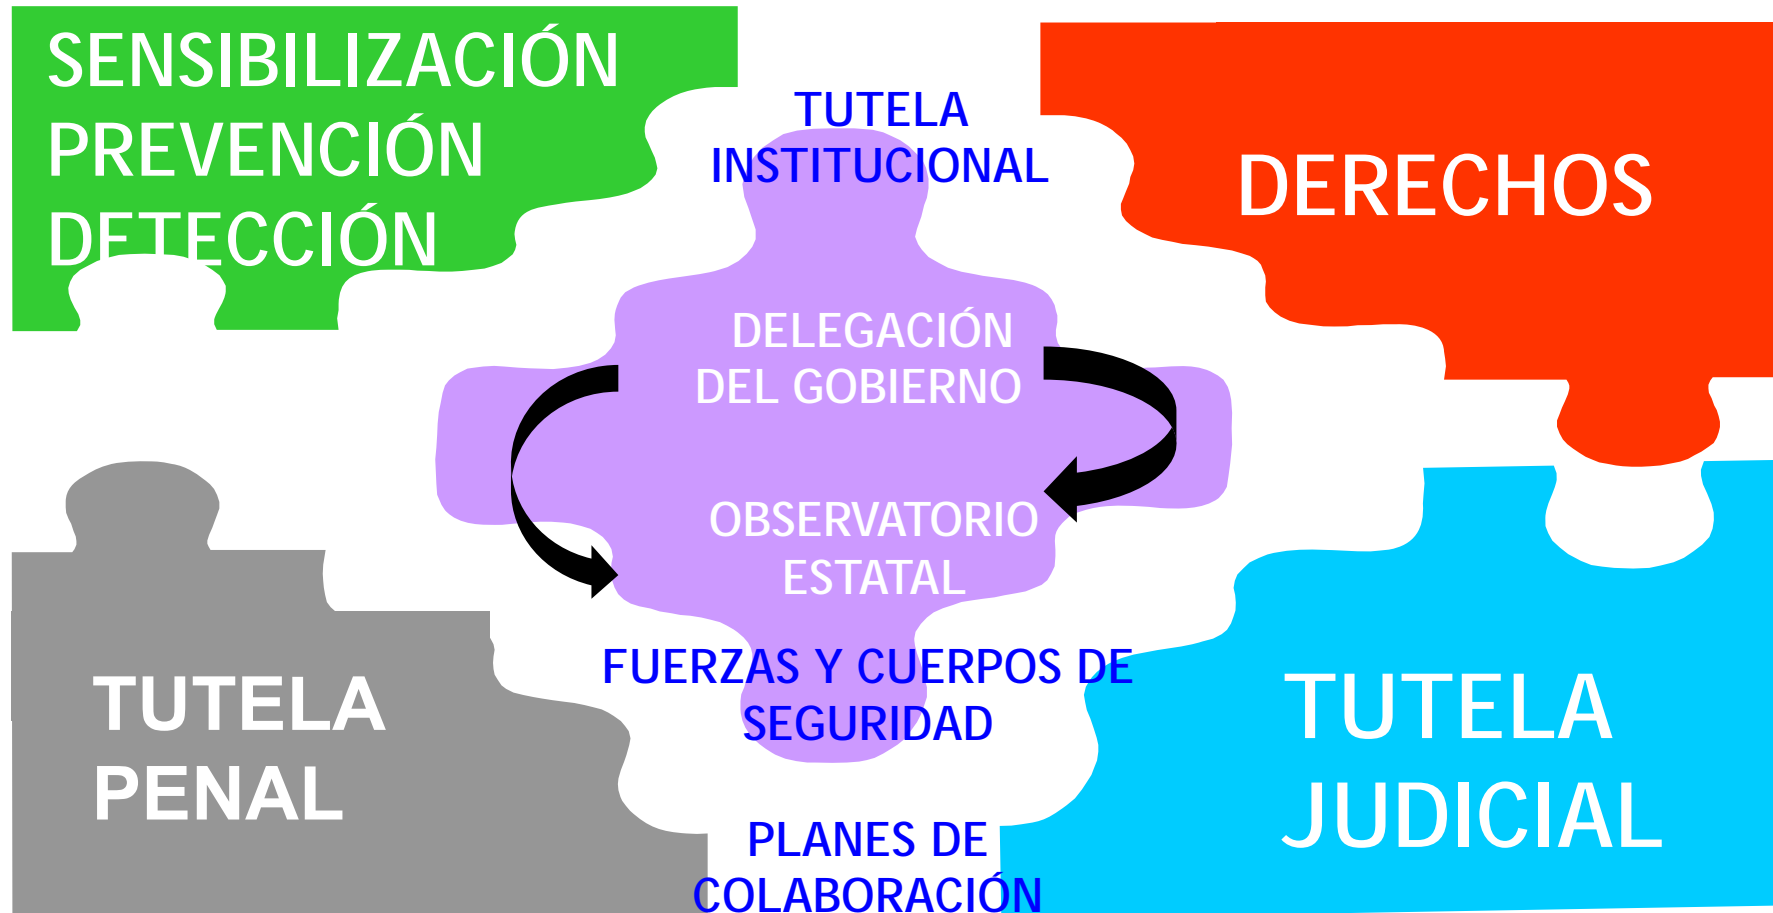 SENSIBILIZACIÓN
PREVENCIÓN
DETECCIÓN
TUTELA
INSTITUCIONAL
DERECHOS
DELEGACIÓN
DEL GOBIERNO
OBSERVATORIO
ESTATAL
FUERZAS Y CUERPOS DE
SEGURIDAD
PLANES DE
COLABORACIÓN
TUTELA
PENAL
TUTELA
JUDICIAL